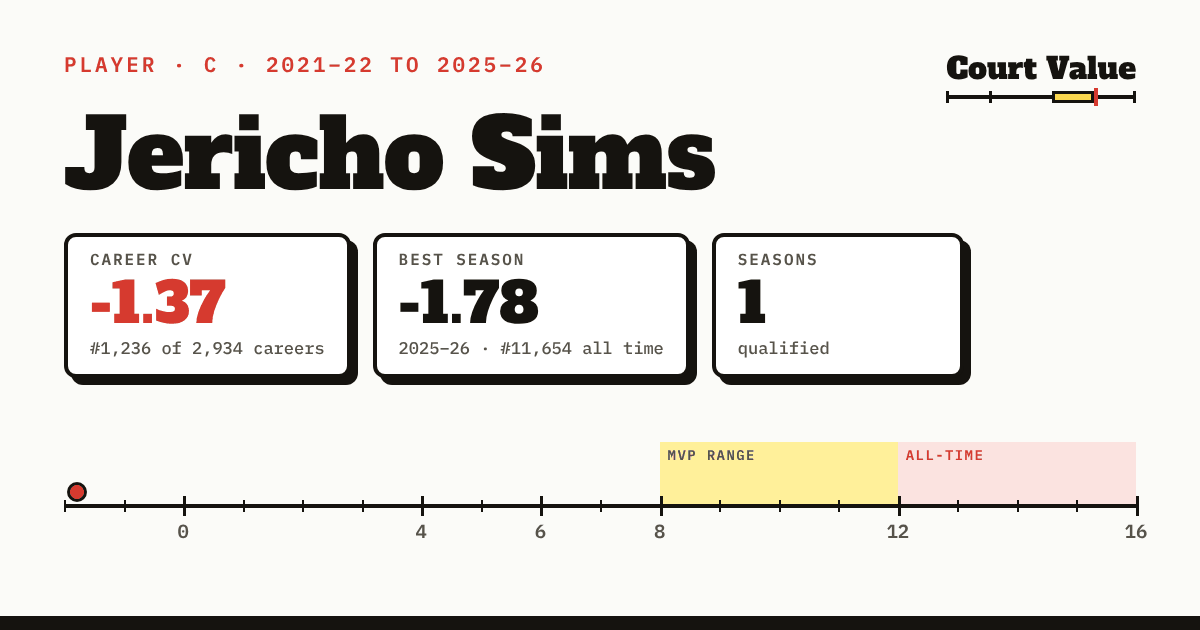 PLAYER · C · 2021–22 TO 2025–26
Court Value
Jericho Sims
CAREER CV
-1.37
#1,236 of 2,934 careers
BEST SEASON
-1.78
2025–26 · #11,654 all time
SEASONS
1
qualified
MVP RANGE
ALL-TIME
0 4 6 8 12 16